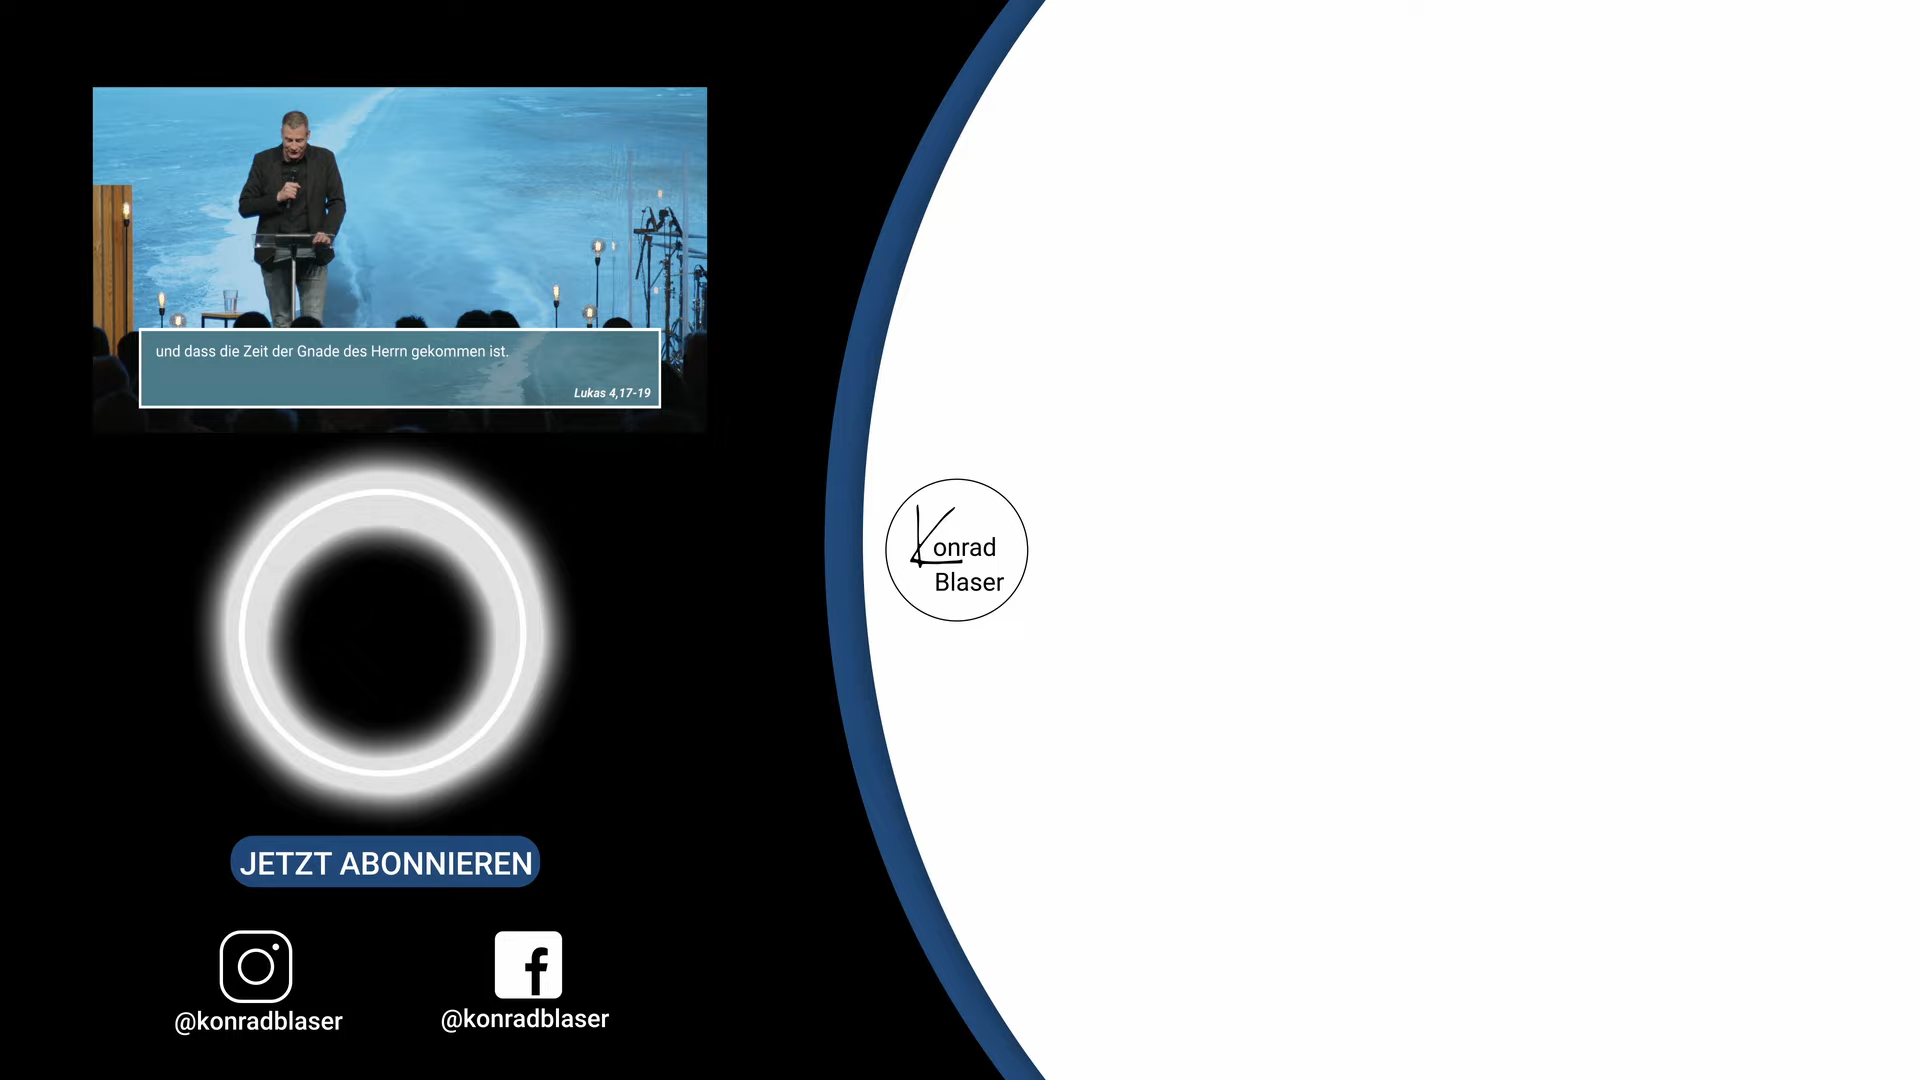 und dass die Zeit der Gnade des Herrn gekommen ist.
Lukas 4,17-19
Konrad
Blaser
JETZT ABONNIEREN
@konradblaser
@konradblaser